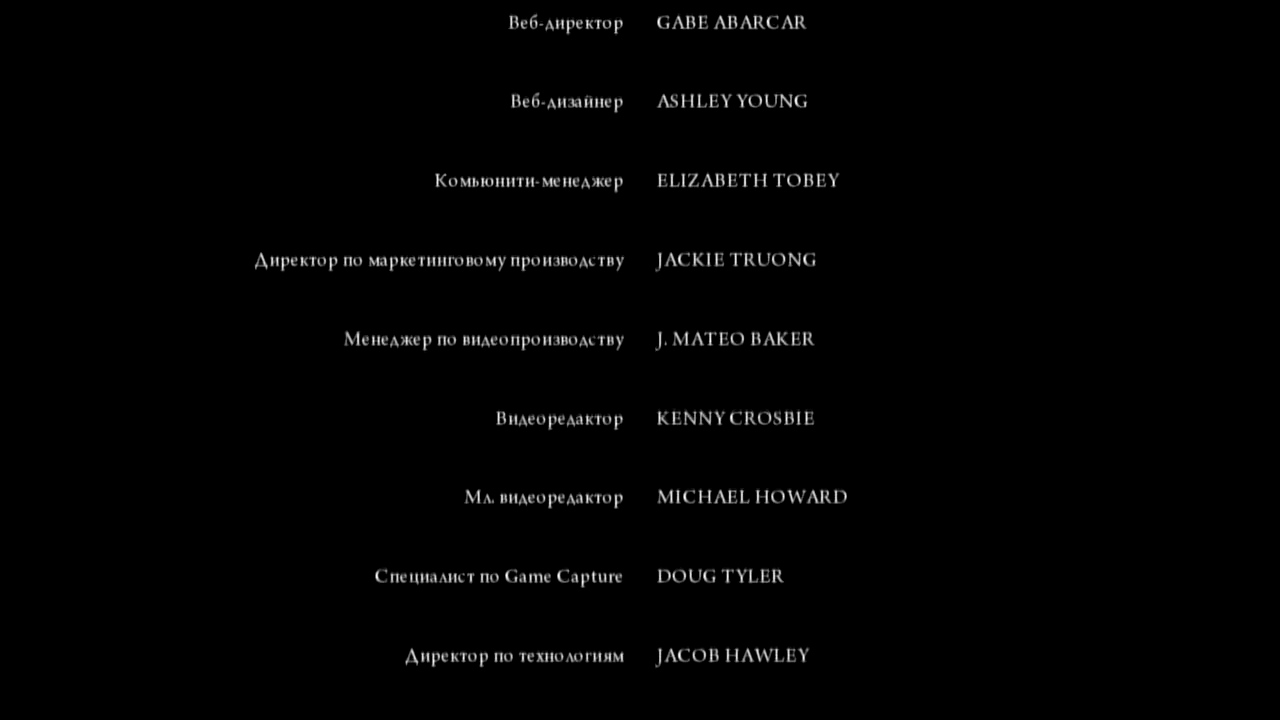 Веб-директор GABE ABARCAR
Веб-дизайнер ASHLEY YOUNG
Комьюнити-менеджер ELIZABETH TOBEY
Директор по маркетинговому производству JACKIE TRUONG
Менеджер по видеопроизводству J. MATEO BAKER
Видеоредактор KENNY CROSBIE
Мл. видеоредактор MICHAEL HOWARD
Специалист по Game Capture DOUG TYLER
Директор по технологиям JACOB HAWLEY